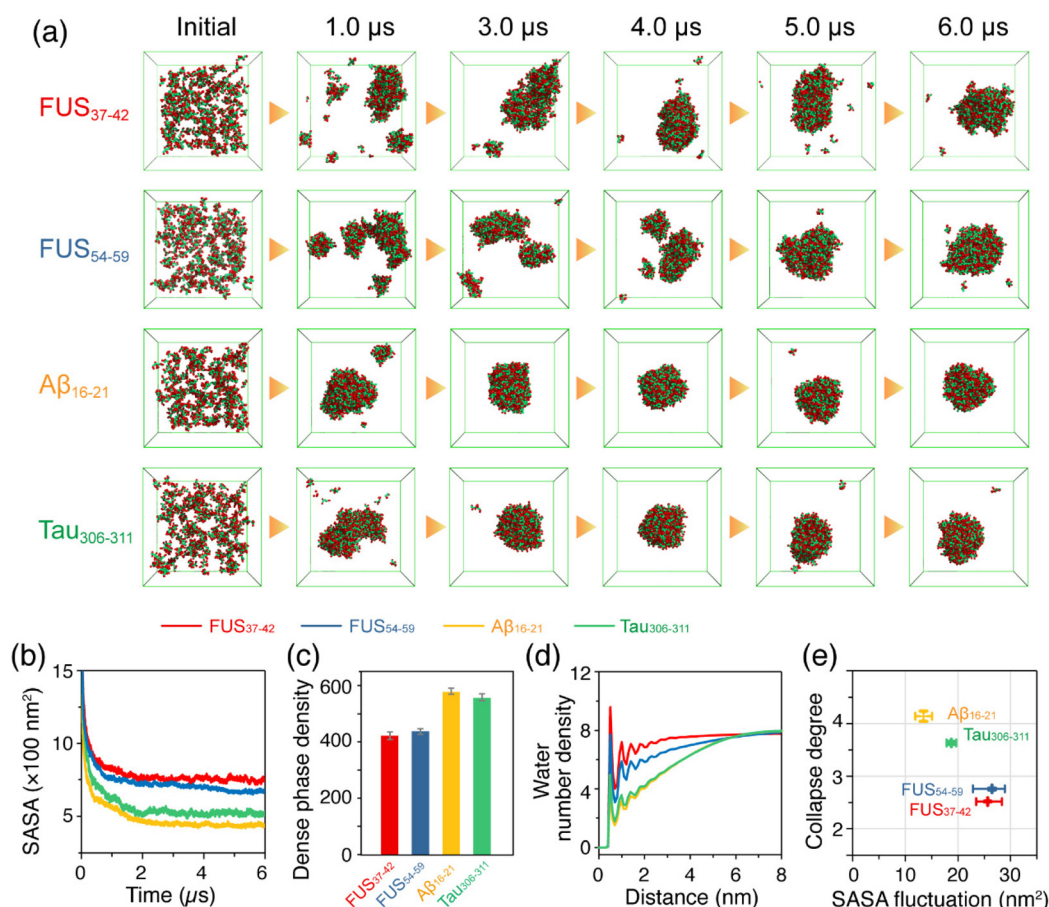 (a) Initial 1.0 µs 3.0 µs 4.0 µs 5.0 µs 6.0 µs
FUS37-42
FUS54-59
Aβ16-21
Tau306-311
FUS37-42 FUS54-59 Aβ16-21 Tau306-311
(b)
SASA (×100 nm²)
15
10
5
0 2 4 6
Time (µs)
(c)
Dense phase density
600
400
200
0
FUS37-42
FUS54-59
Aβ16-21
Tau306-311
(d)
Water
number density
12
8
4
0
0 2 4 6 8
Distance (nm)
(e)
Collapse degree
4
3
2
Aβ16-21
Tau306-311
FUS54-59
FUS37-42
0 10 20 30
SASA fluctuation (nm²)